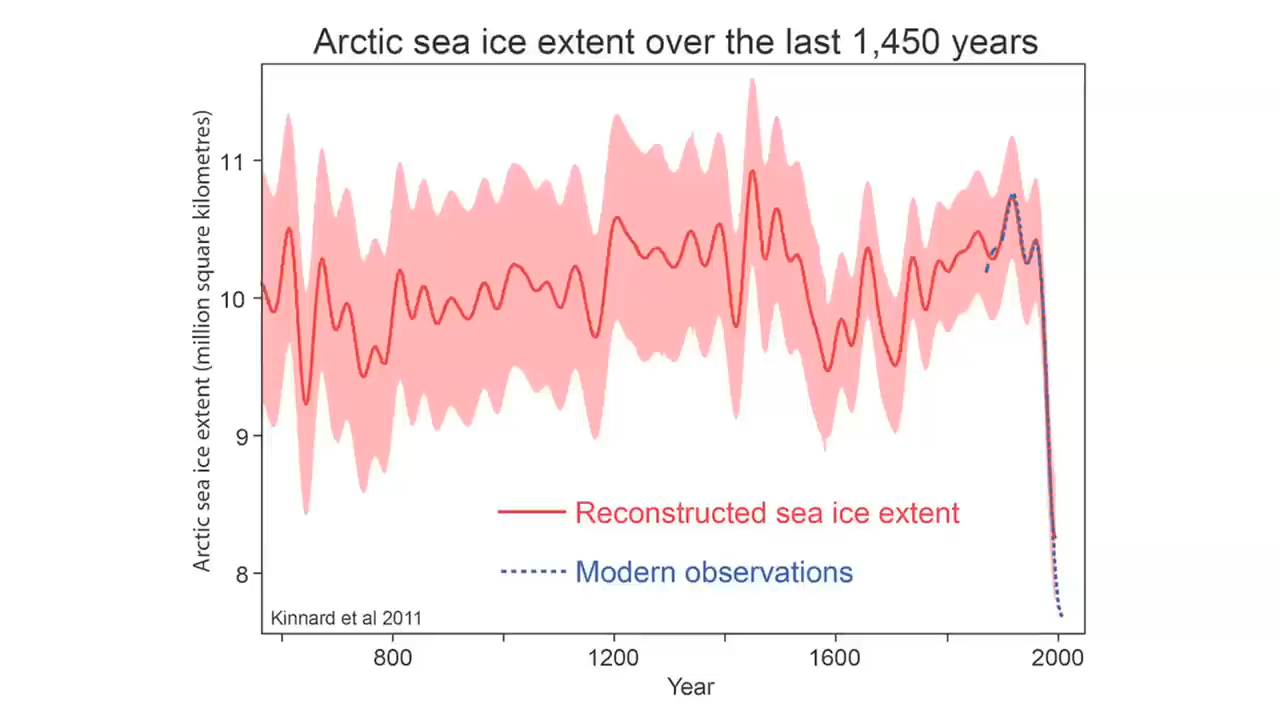 Arctic sea ice extent over the last 1,450 years
Arctic sea ice extent (million square kilometres)
11
10
9
8
Reconstructed sea ice extent
Modern observations
Kinnard et al 2011
800
1200
1600
2000
Year